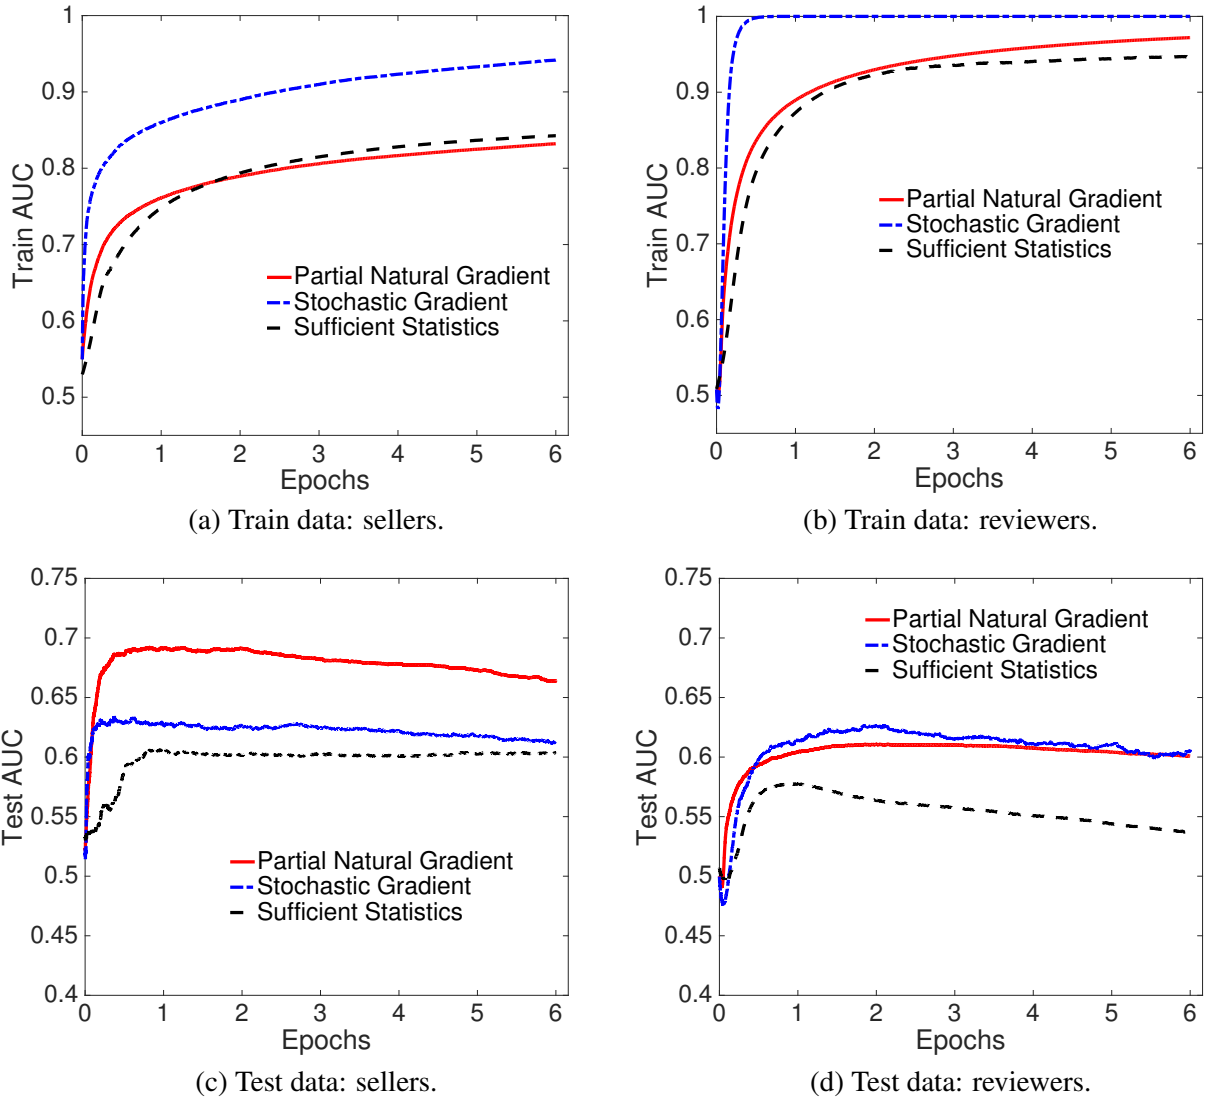 1
0.9
0.8
0.7
0.6
0.5
Train AUC
Partial Natural Gradient
Stochastic Gradient
Sufficient Statistics
0 1 2 3 4 5 6
Epochs
(a) Train data: sellers.
1
0.9
0.8
0.7
0.6
0.5
Train AUC
Partial Natural Gradient
Stochastic Gradient
Sufficient Statistics
0 1 2 3 4 5 6
Epochs
(b) Train data: reviewers.
0.75
0.7
0.65
0.6
0.55
0.5
0.45
0.4
Test AUC
Partial Natural Gradient
Stochastic Gradient
Sufficient Statistics
0 1 2 3 4 5 6
Epochs
(c) Test data: sellers.
0.75
0.7
0.65
0.6
0.55
0.5
0.45
0.4
Test AUC
Partial Natural Gradient
Stochastic Gradient
Sufficient Statistics
0 1 2 3 4 5 6
Epochs
(d) Test data: reviewers.